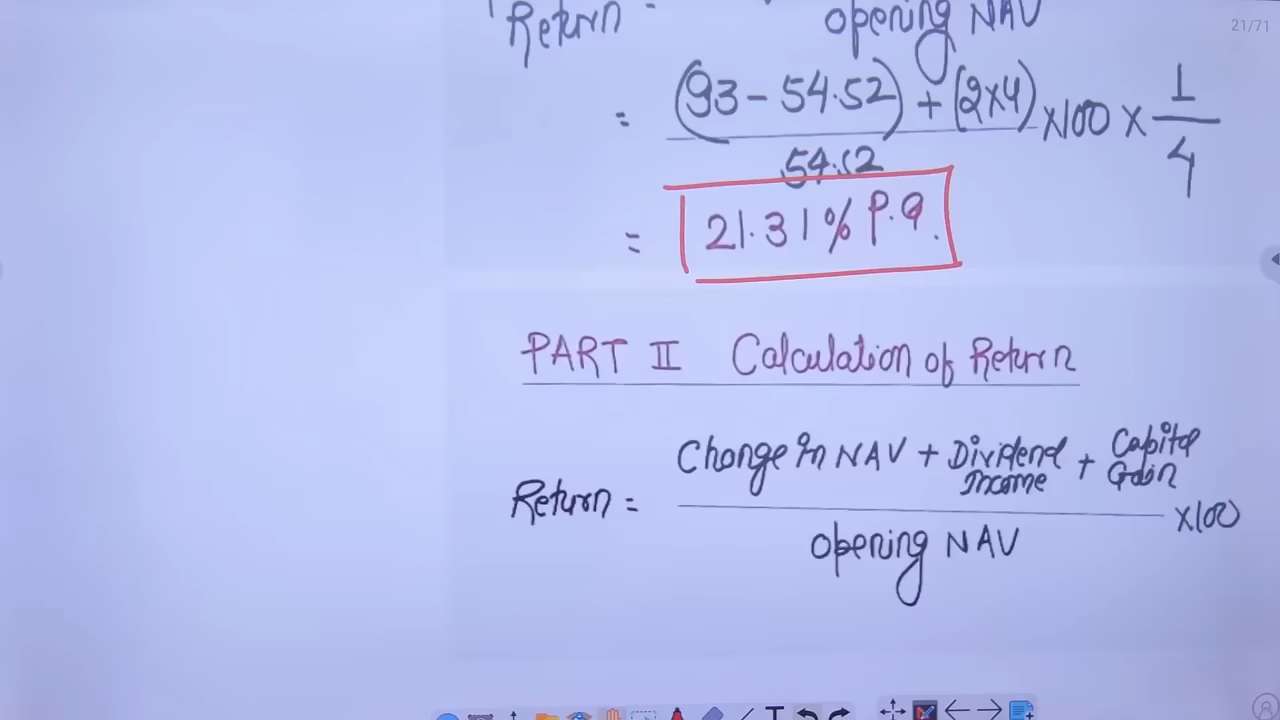 Return opening NAV
21/71
= (93 - 54.52) + (2x4) x100 x 1
54.52 4
= 21.31% P.a.
PART II Calculation of Return
Change in NAV + Dividend Income + Capital Gain
Return = x100
opening NAV
T